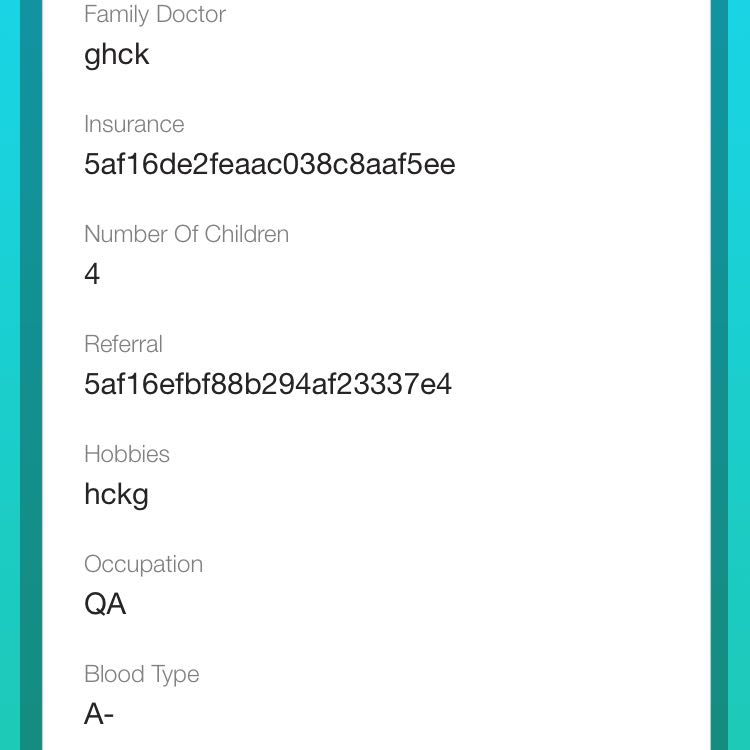 Family Doctor
ghck
Insurance
5af16de2feaac038c8aaf5ee
Number Of Children
4
Referral
5af16efbf88b294af23337e4
Hobbies
hckg
Occupation
QA
Blood Type
A-